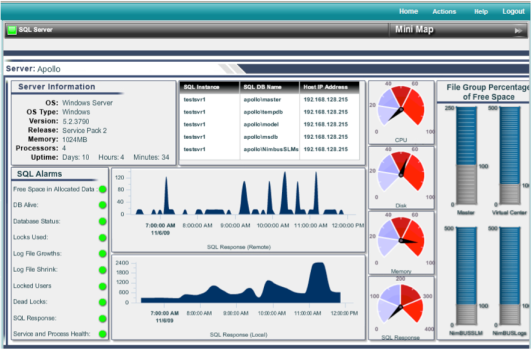 Home Actions Help Logout
SQL Server
Mini Map
Server: Apollo
Server Information
OS: Windows Server
OS Type: Windows
Version: 5.2.3790
Release: Service Pack 2
Memory: 1024MB
Processors: 4
Uptime: Days: 10 Hours: 4 Minutes: 34
SQL Instance SQL DB Name Host IP Address
testsvr1 apollo\master 192.168.128.215
testsvr1 apollo\tempdb 192.168.128.215
testsvr1 apollo\model 192.168.128.215
testsvr1 apollo\msdb 192.168.128.215
testsvr1 apollo\NimbusSLMs 192.168.128.215
SQL Alarms
Free Space in Allocated Data
DB Alive:
Database Status:
Locks Used:
Log File Growths:
Log File Shrink:
Locked Users
Dead Locks:
SQL Response:
Service and Process Health:
120
80
40
0
7:00:00 AM 8:00:00 AM 9:00:00 AM 10:00:00 AM 11:00:00 AM 12:00:00 PM
11/6/09
SQL Response (Remote)
2400
1800
1200
600
0
7:00:00 AM 8:00:00 AM 9:00:00 AM 10:00:00 AM 11:00:00 AM 12:00:00 PM
11/6/09
SQL Response (Local)
40 60
20
0 100
CPU
Disk
Memory
200
0 400
SQL Response
File Group Percentage
of Free Space
250 500
100 100
0 0
Master Virtual Center
500 500
100 100
0 0
NimBUSSLM NimBUSLogs